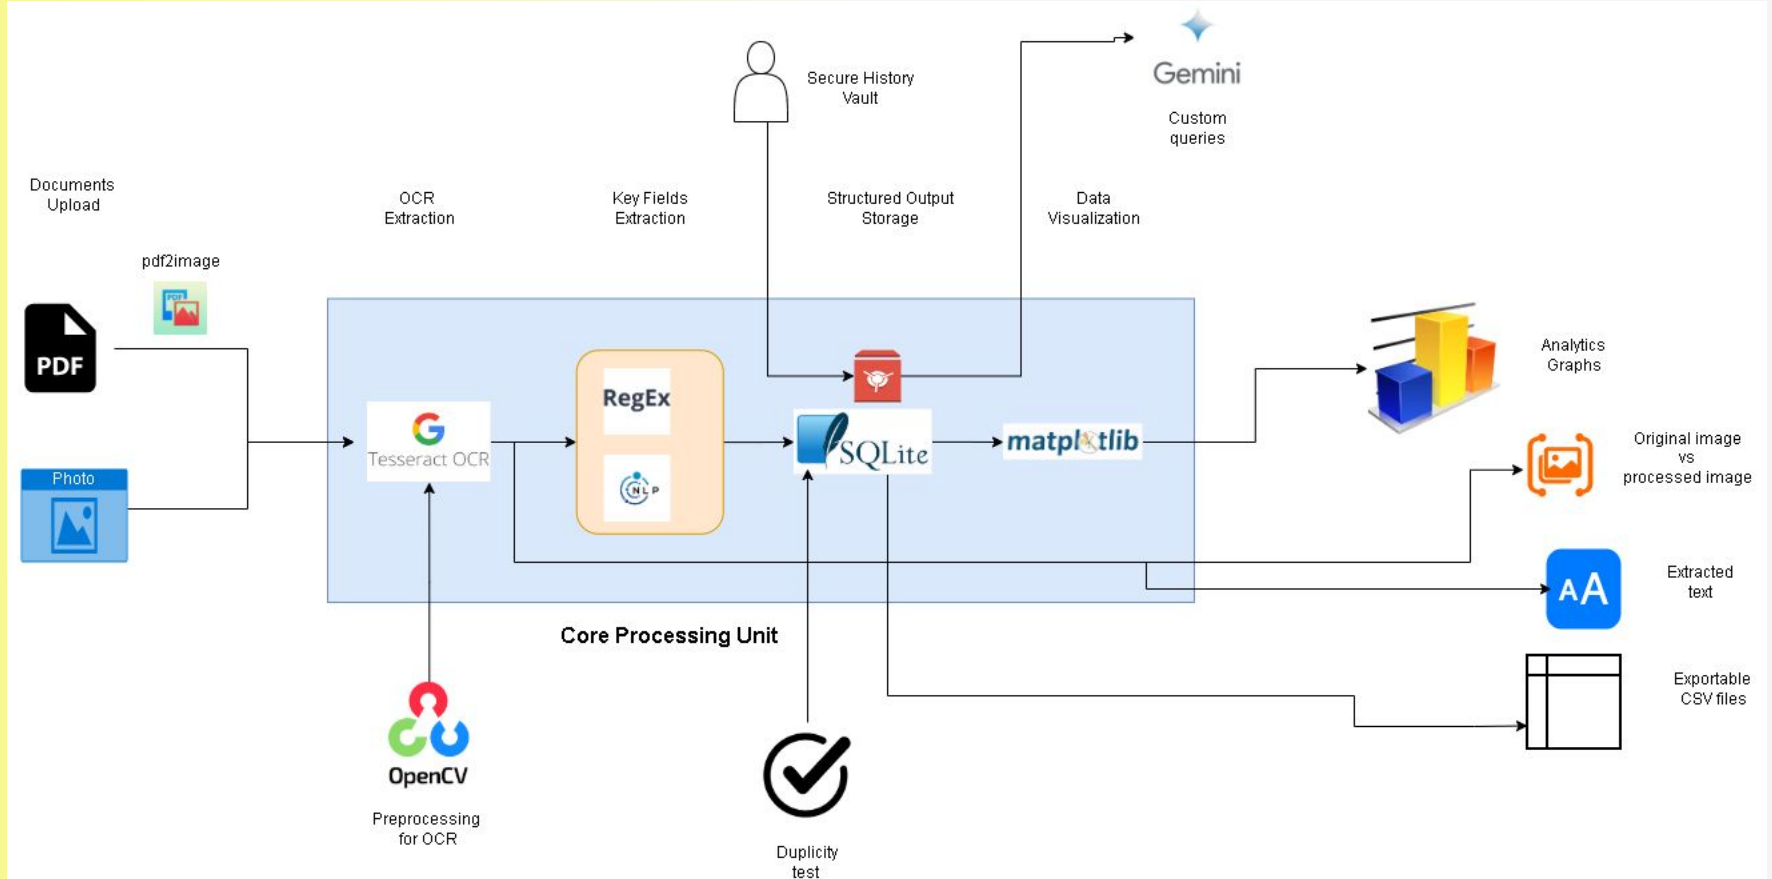 Gemini
Custom
queries
Secure History
Vault
Documents
Upload
OCR
Extraction
Key Fields
Extraction
Structured Output
Storage
Data
Visualization
pdf2image
PDF
PDF
Photo
G
Tesseract OCR
RegEx
NLP
SQLite
matplotlib
Analytics
Graphs
Original image
vs
processed image
AA
Extracted
text
Core Processing Unit
Exportable
CSV files
OpenCV
Preprocessing
for OCR
Duplicity
test